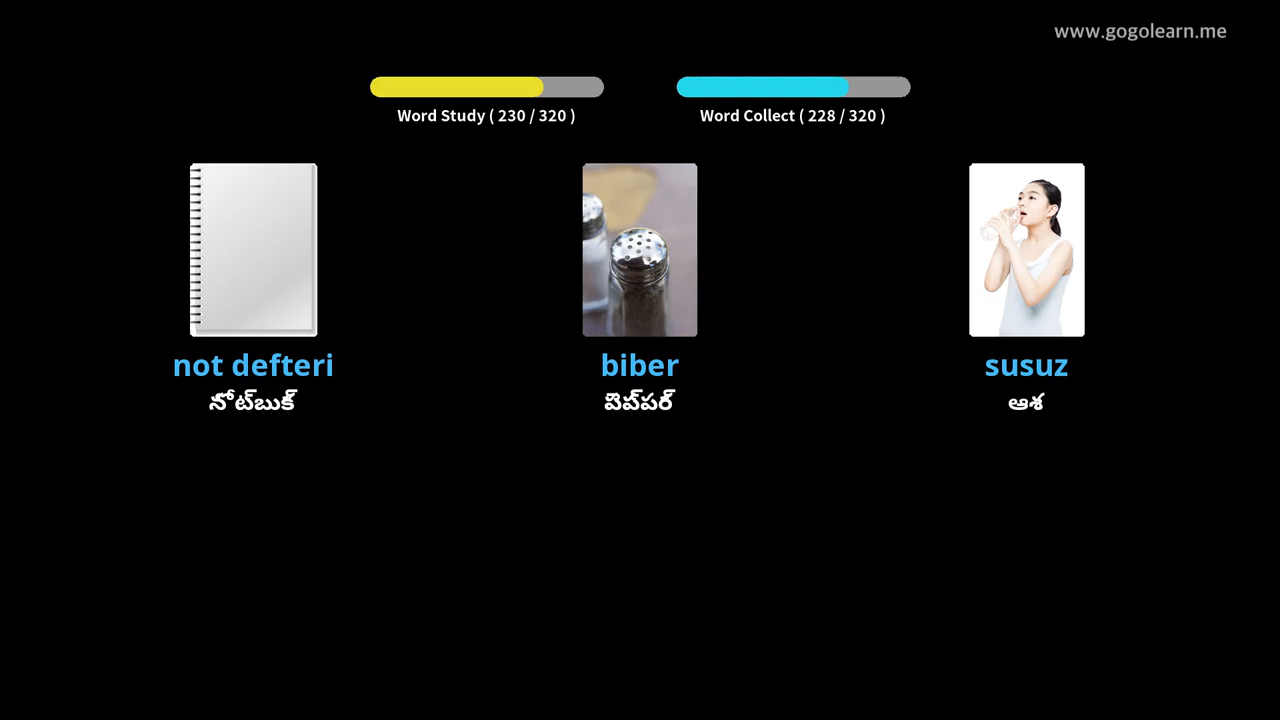 www.gogolearn.me
Word Study ( 230 / 320 )
Word Collect ( 228 / 320 )
not defteri
నోట్‌బుక్
biber
పెప్‌పర్
susuz
ఆశ